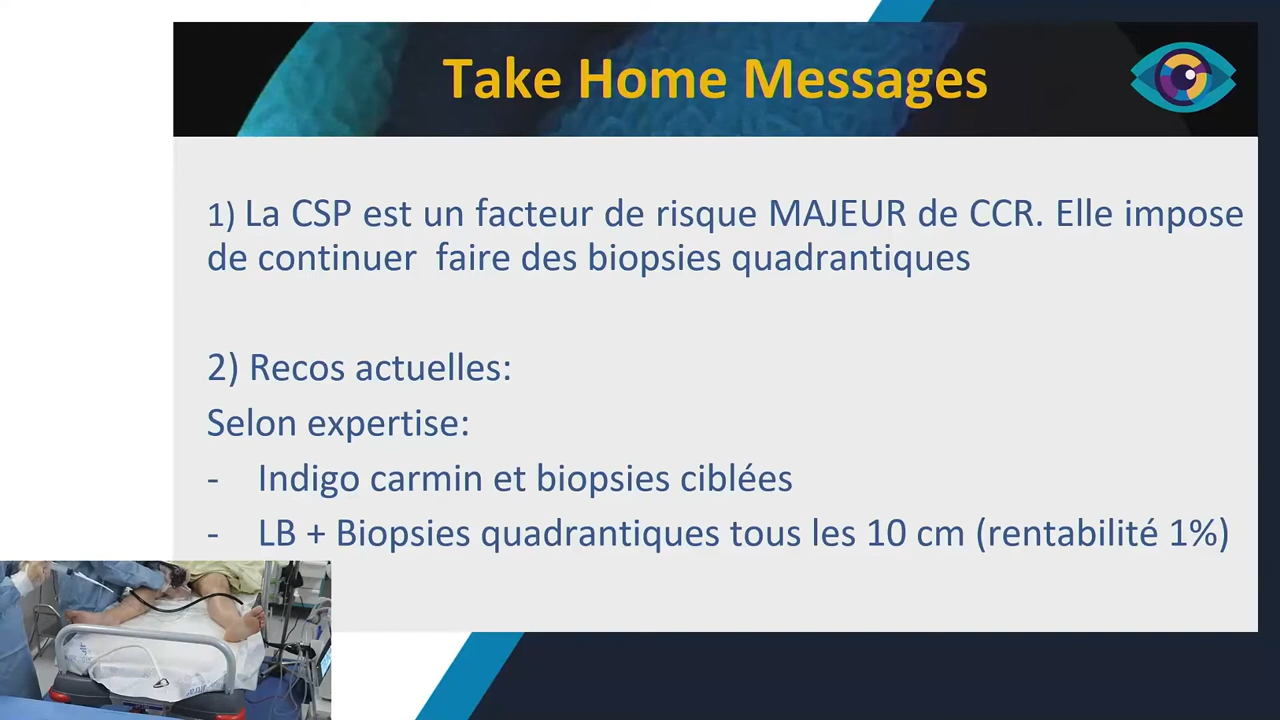 Take Home Messages
1) La CSP est un facteur de risque MAJEUR de CCR. Elle impose
de continuer  faire des biopsies quadrantiques
2) Recos actuelles:
Selon expertise:
- Indigo carmin et biopsies ciblées
- LB + Biopsies quadrantiques tous les 10 cm (rentabilité 1%)